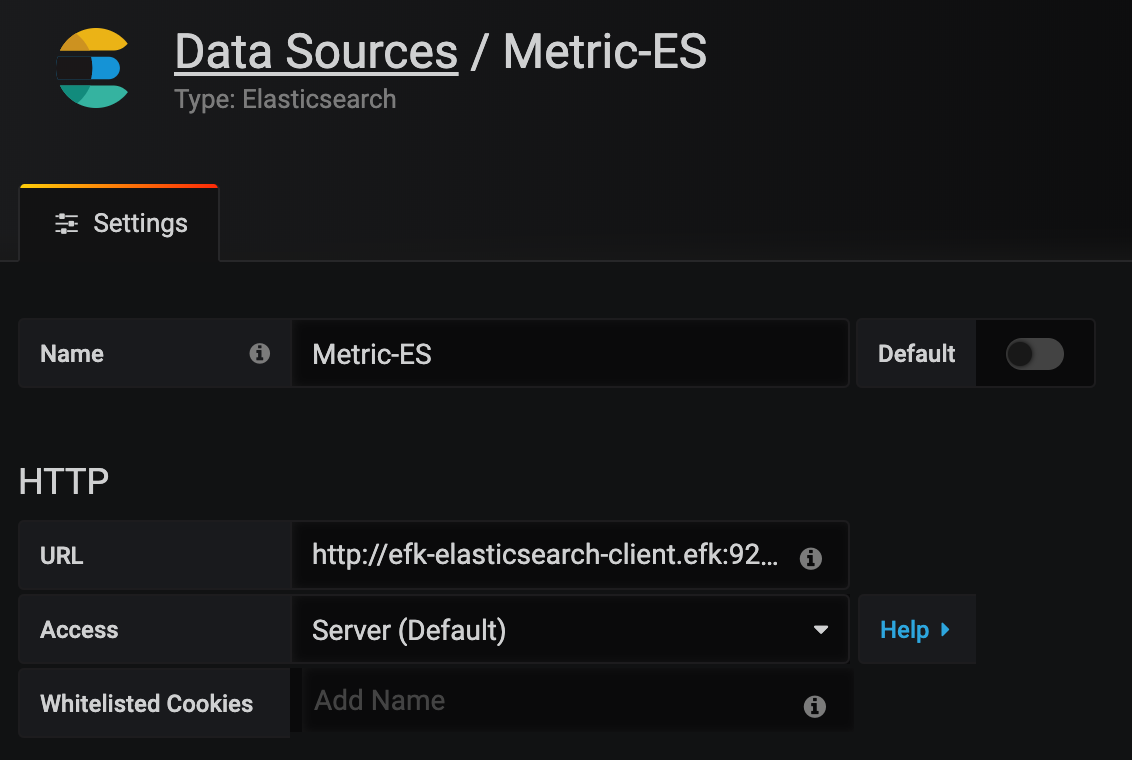 Data Sources / Metric-ES
Type: Elasticsearch
Settings
Name
Metric-ES
Default
HTTP
URL
http://efk-elasticsearch-client.efk:92...
Access
Server (Default)
Help
Whitelisted Cookies
Add Name